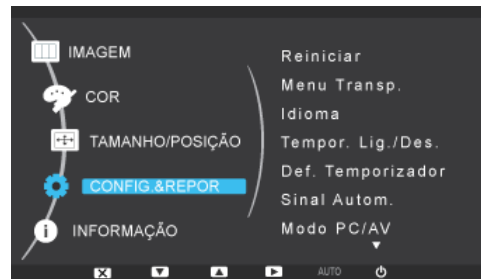 IMAGEM
COR
TAMANHO/POSIÇÃO
CONFIG.&REPOR
INFORMAÇÃO
Reiniciar
Menu Transp.
Idioma
Tempor. Lig./Des.
Def. Temporizador
Sinal Autom.
Modo PC/AV
AUTO